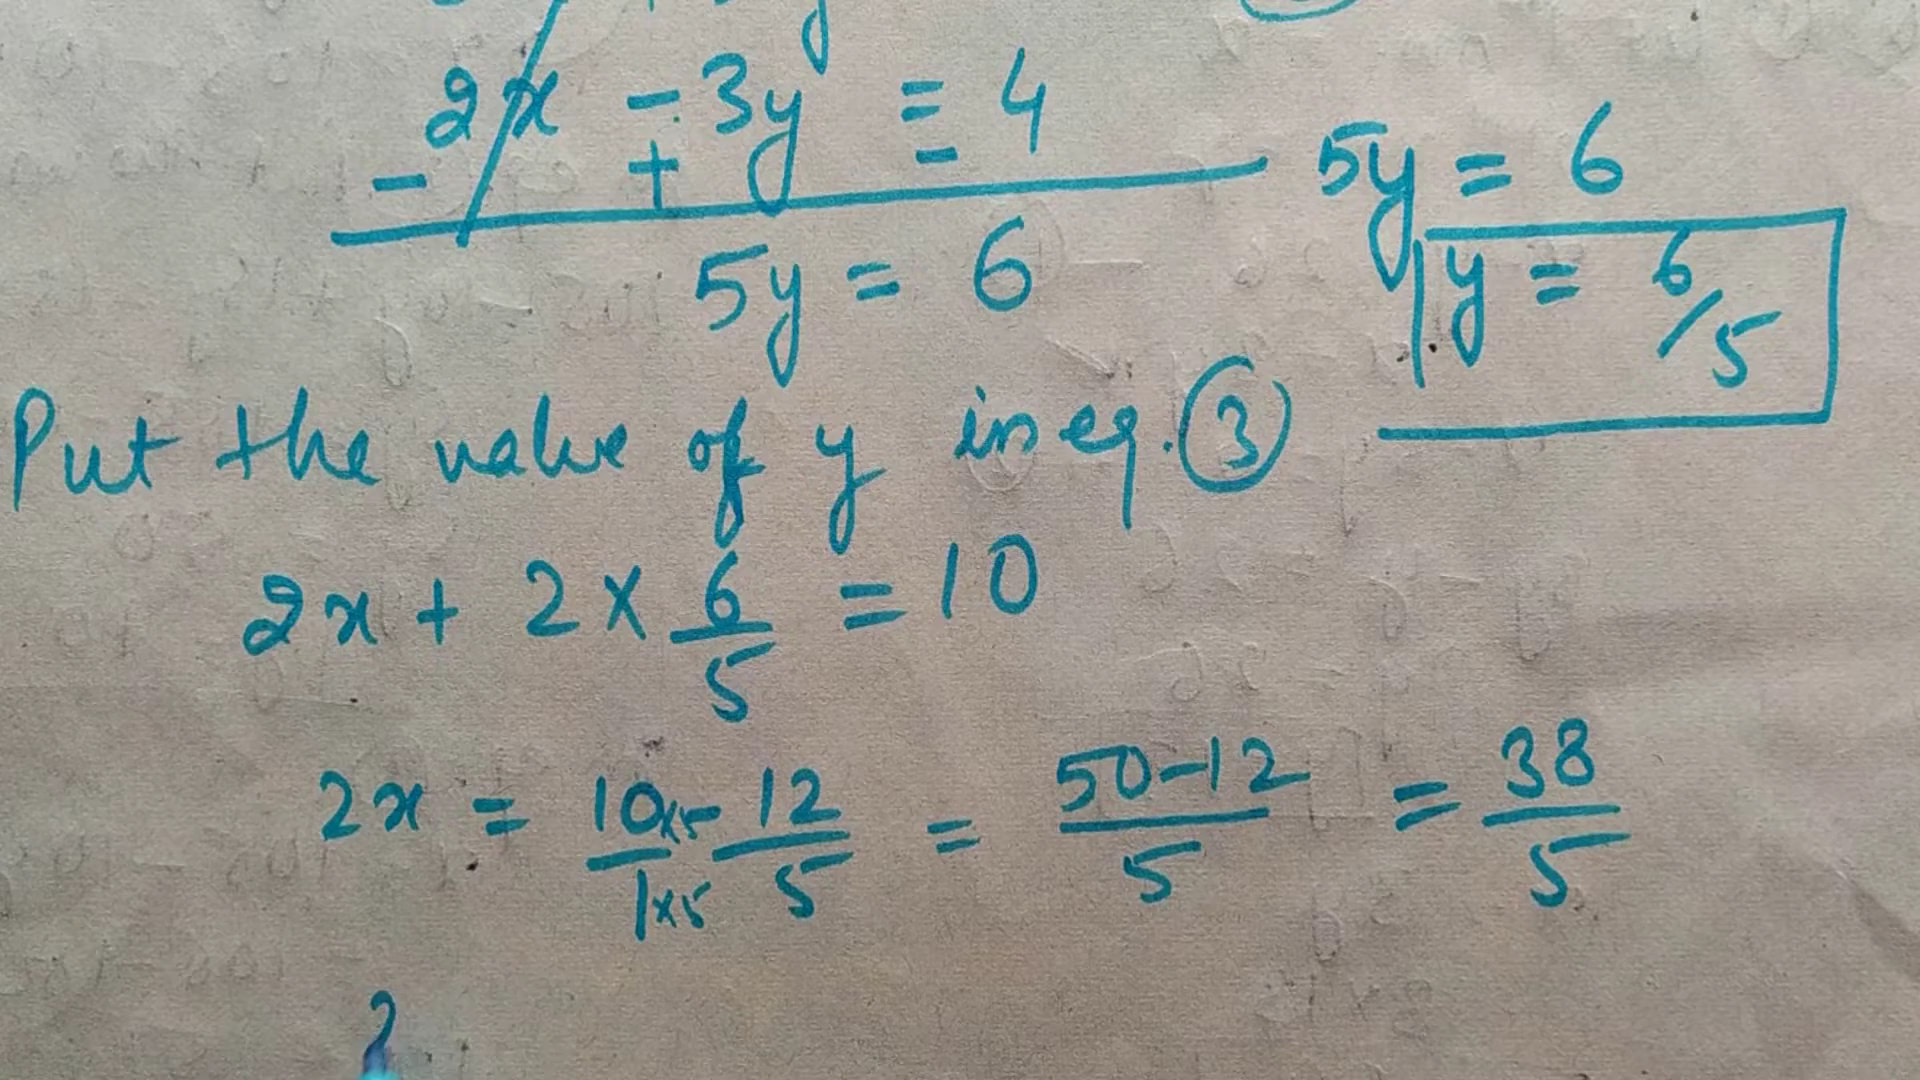 2x - 3y = 4
- + -
5y = 6
5y = 6
y = 6/5
Put the value of y in eq. ③
2x + 2 × 6/5 = 10
2x = 10×5/1×5 - 12/5 = 50-12/5 = 38/5
2